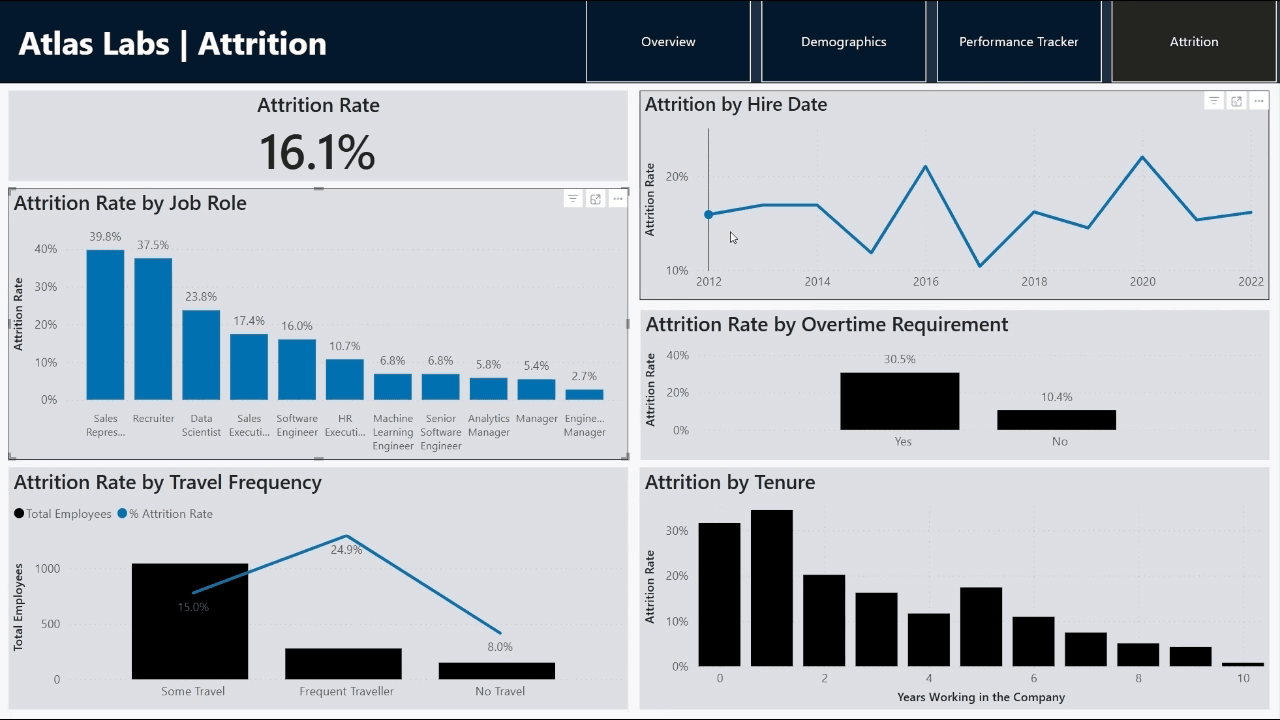 Atlas Labs | Attrition
Overview
Demographics
Performance Tracker
Attrition
Attrition Rate
16.1%
Attrition Rate by Job Role
Attrition Rate
40%
30%
20%
10%
0%
39.8%
37.5%
23.8%
17.4%
16.0%
10.7%
6.8%
6.8%
5.8%
5.4%
2.7%
Sales
Repres...
Recruiter
Data
Scientist
Sales
Executi...
Software
Engineer
HR
Executi...
Machine
Learning
Engineer
Senior
Software
Engineer
Analytics
Manager
Manager
Engine...
Manager
Attrition Rate by Travel Frequency
Total Employees
% Attrition Rate
Total Employees
1000
500
0
15.0%
24.9%
8.0%
Some Travel
Frequent Traveller
No Travel
Attrition by Hire Date
Attrition Rate
20%
10%
2012
2014
2016
2018
2020
2022
Attrition Rate by Overtime Requirement
Attrition Rate
40%
20%
0%
30.5%
10.4%
Yes
No
Attrition by Tenure
Attrition Rate
30%
20%
10%
0%
0
2
4
6
8
10
Years Working in the Company